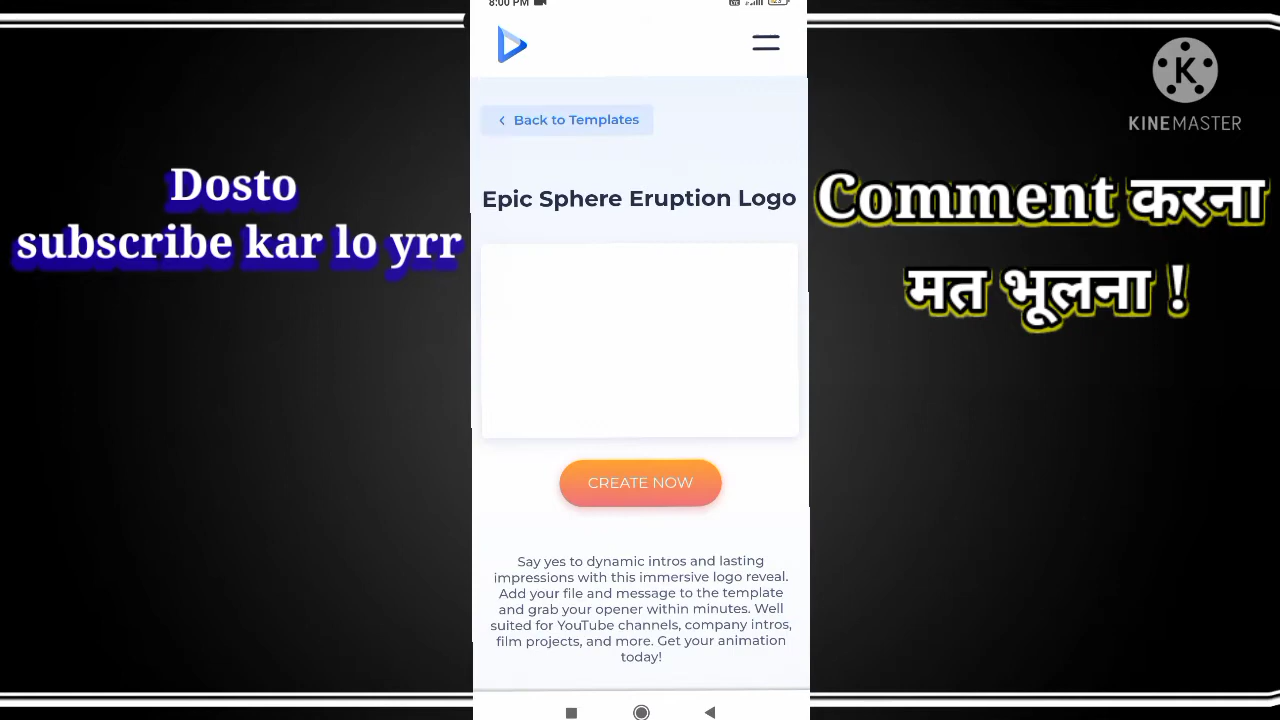 8:00 PM
Back to Templates
Epic Sphere Eruption Logo
CREATE NOW
Say yes to dynamic intros and lasting
impressions with this immersive logo reveal.
Add your file and message to the template
and grab your opener within minutes. Well
suited for YouTube channels, company intros,
film projects, and more. Get your animation
today!
Dosto
subscribe kar lo yrr
K
KINEMASTER
Comment करना
मत भूलना !